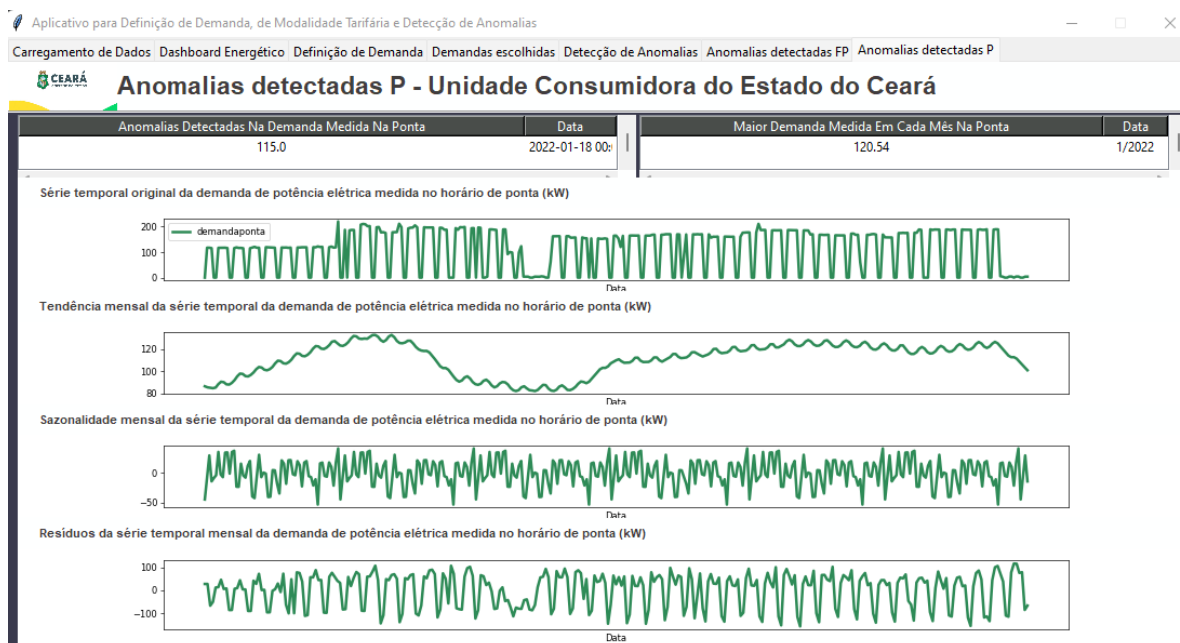 Aplicativo para Definição de Demanda, de Modalidade Tarifária e Detecção de Anomalias
Carregamento de Dados Dashboard Energético Definição de Demanda Demandas escolhidas Detecção de Anomalias Anomalias detectadas FP Anomalias detectadas P
CEARÁ
Anomalias detectadas P - Unidade Consumidora do Estado do Ceará
Anomalias Detectadas Na Demanda Medida Na Ponta Data Maior Demanda Medida Em Cada Mês Na Ponta Data
115.0 2022-01-18 00: 120.54 1/2022
Série temporal original da demanda de potência elétrica medida no horário de ponta (kW)
200
demandaponta
100
0
Data
Tendência mensal da série temporal da demanda de potência elétrica medida no horário de ponta (kW)
120
100
80
Data
Sazonalidade mensal da série temporal da demanda de potência elétrica medida no horário de ponta (kW)
0
−50
Data
Resíduos da série temporal mensal da demanda de potência elétrica medida no horário de ponta (kW)
100
0
−100
Data